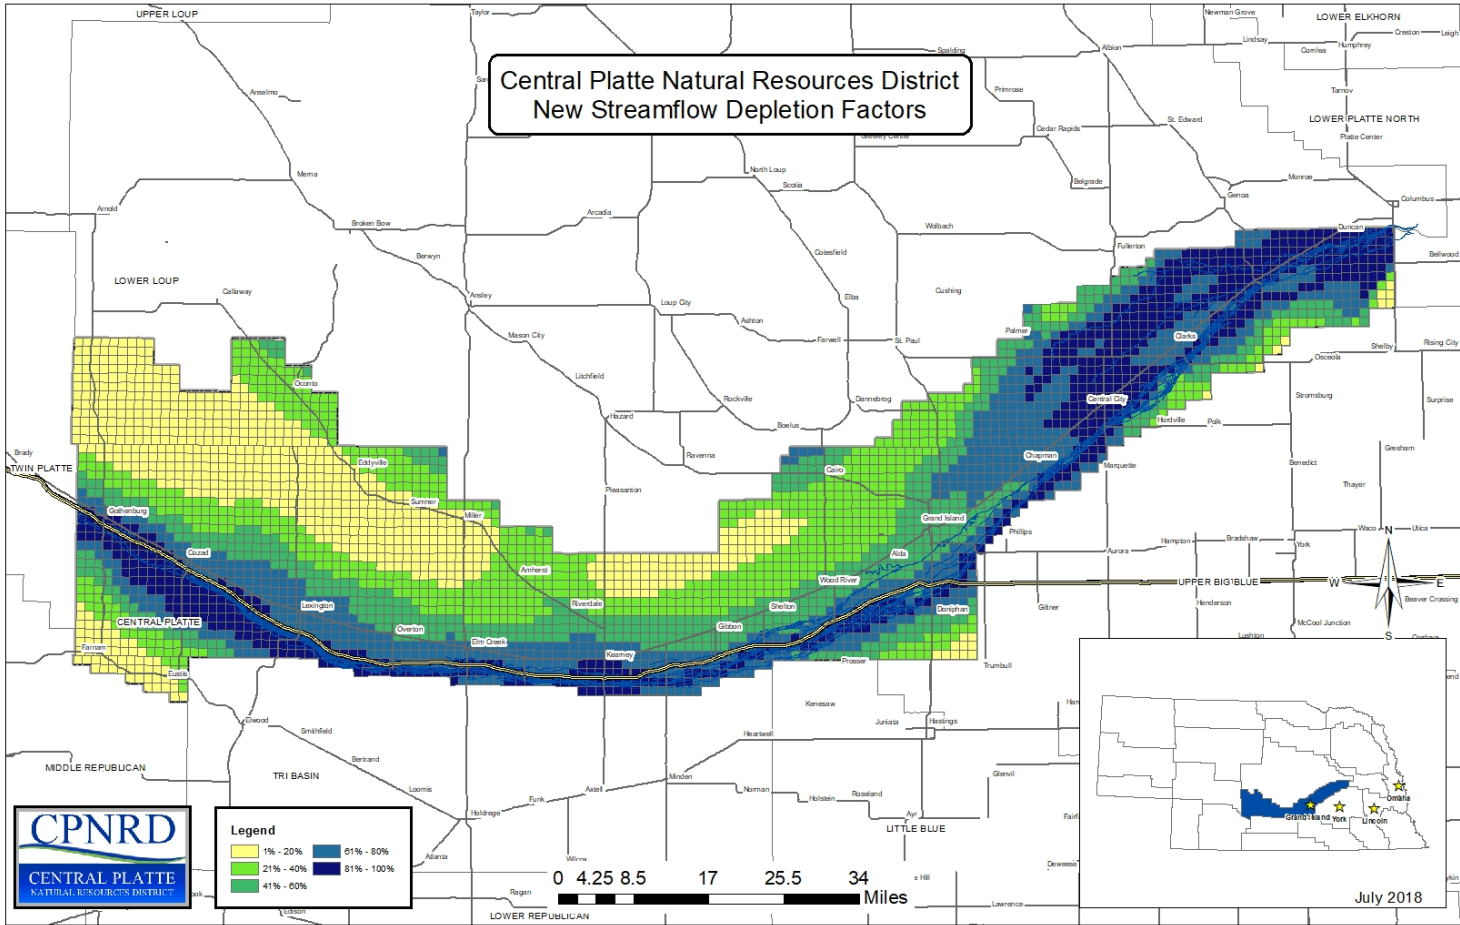 UPPER LOUP
Taylor
Newman Grove
LOWER ELKHORN
Creston
Leigh
Lindsay
Cornlea
Humphrey
Albion
Spalding
Central Platte Natural Resources District
New Streamflow Depletion Factors
Anselmo
Primrose
Tarnov
Cedar Rapids
St. Edward
LOWER PLATTE NORTH
Platte Center
Merna
North Loup
Scotia
Belgrade
Monroe
Genoa
Columbus
Arnold
Arcadia
Broken Bow
Wolbach
Duncan
Fullerton
Berwyn
Cotesfield
Bellwood
LOWER LOUP
Callaway
Ansley
Loup City
Elba
Cushing
Ashton
Palmer
Mason City
Farwell
St. Paul
Clarks
Shelby
Rising City
Osceola
Litchfield
Oconto
Rockville
Dannebrog
Central City
Stromsburg
Surprise
Hazard
Boelus
Hordville
Polk
Brady
TWIN PLATTE
Eddyville
Ravenna
Cairo
Chapman
Marquette
Benedict
Gresham
Thayer
Pleasanton
Gothenburg
Sumner
Miller
Grand Island
Phillips
Waco
Utica
N
Cozad
Alda
Aurora
Hampton
Bradshaw
York
Amherst
Wood River
UPPER BIG BLUE
W
E
Lexington
Riverdale
Shelton
Doniphan
Giltner
Henderson
Beaver Crossing
CENTRAL PLATTE
Overton
Gibbon
McCool Junction
S
Elm Creek
Lushton
Farnam
Kearney
Prosser
Trumbull
Eustis
Kenesaw
Elwood
Juniata
Hastings
Smithfield
Heartwell
Bertrand
MIDDLE REPUBLICAN
TRI BASIN
Minden
Glenvil
Loomis
Axtell
Norman
Holstein
Roseland
Funk
Holdrege
Ayr
LITTLE BLUE
Omaha
Grand Island
York
Lincoln
CPNRD
CENTRAL PLATTE
NATURAL RESOURCES DISTRICT
Legend
1% - 20%
61% - 80%
21% - 40%
81% - 100%
41% - 60%
Atlanta
Deweese
0 4.25 8.5 17 25.5 34
Miles
Ragan
Edison
LOWER REPUBLICAN
Lawrence
July 2018